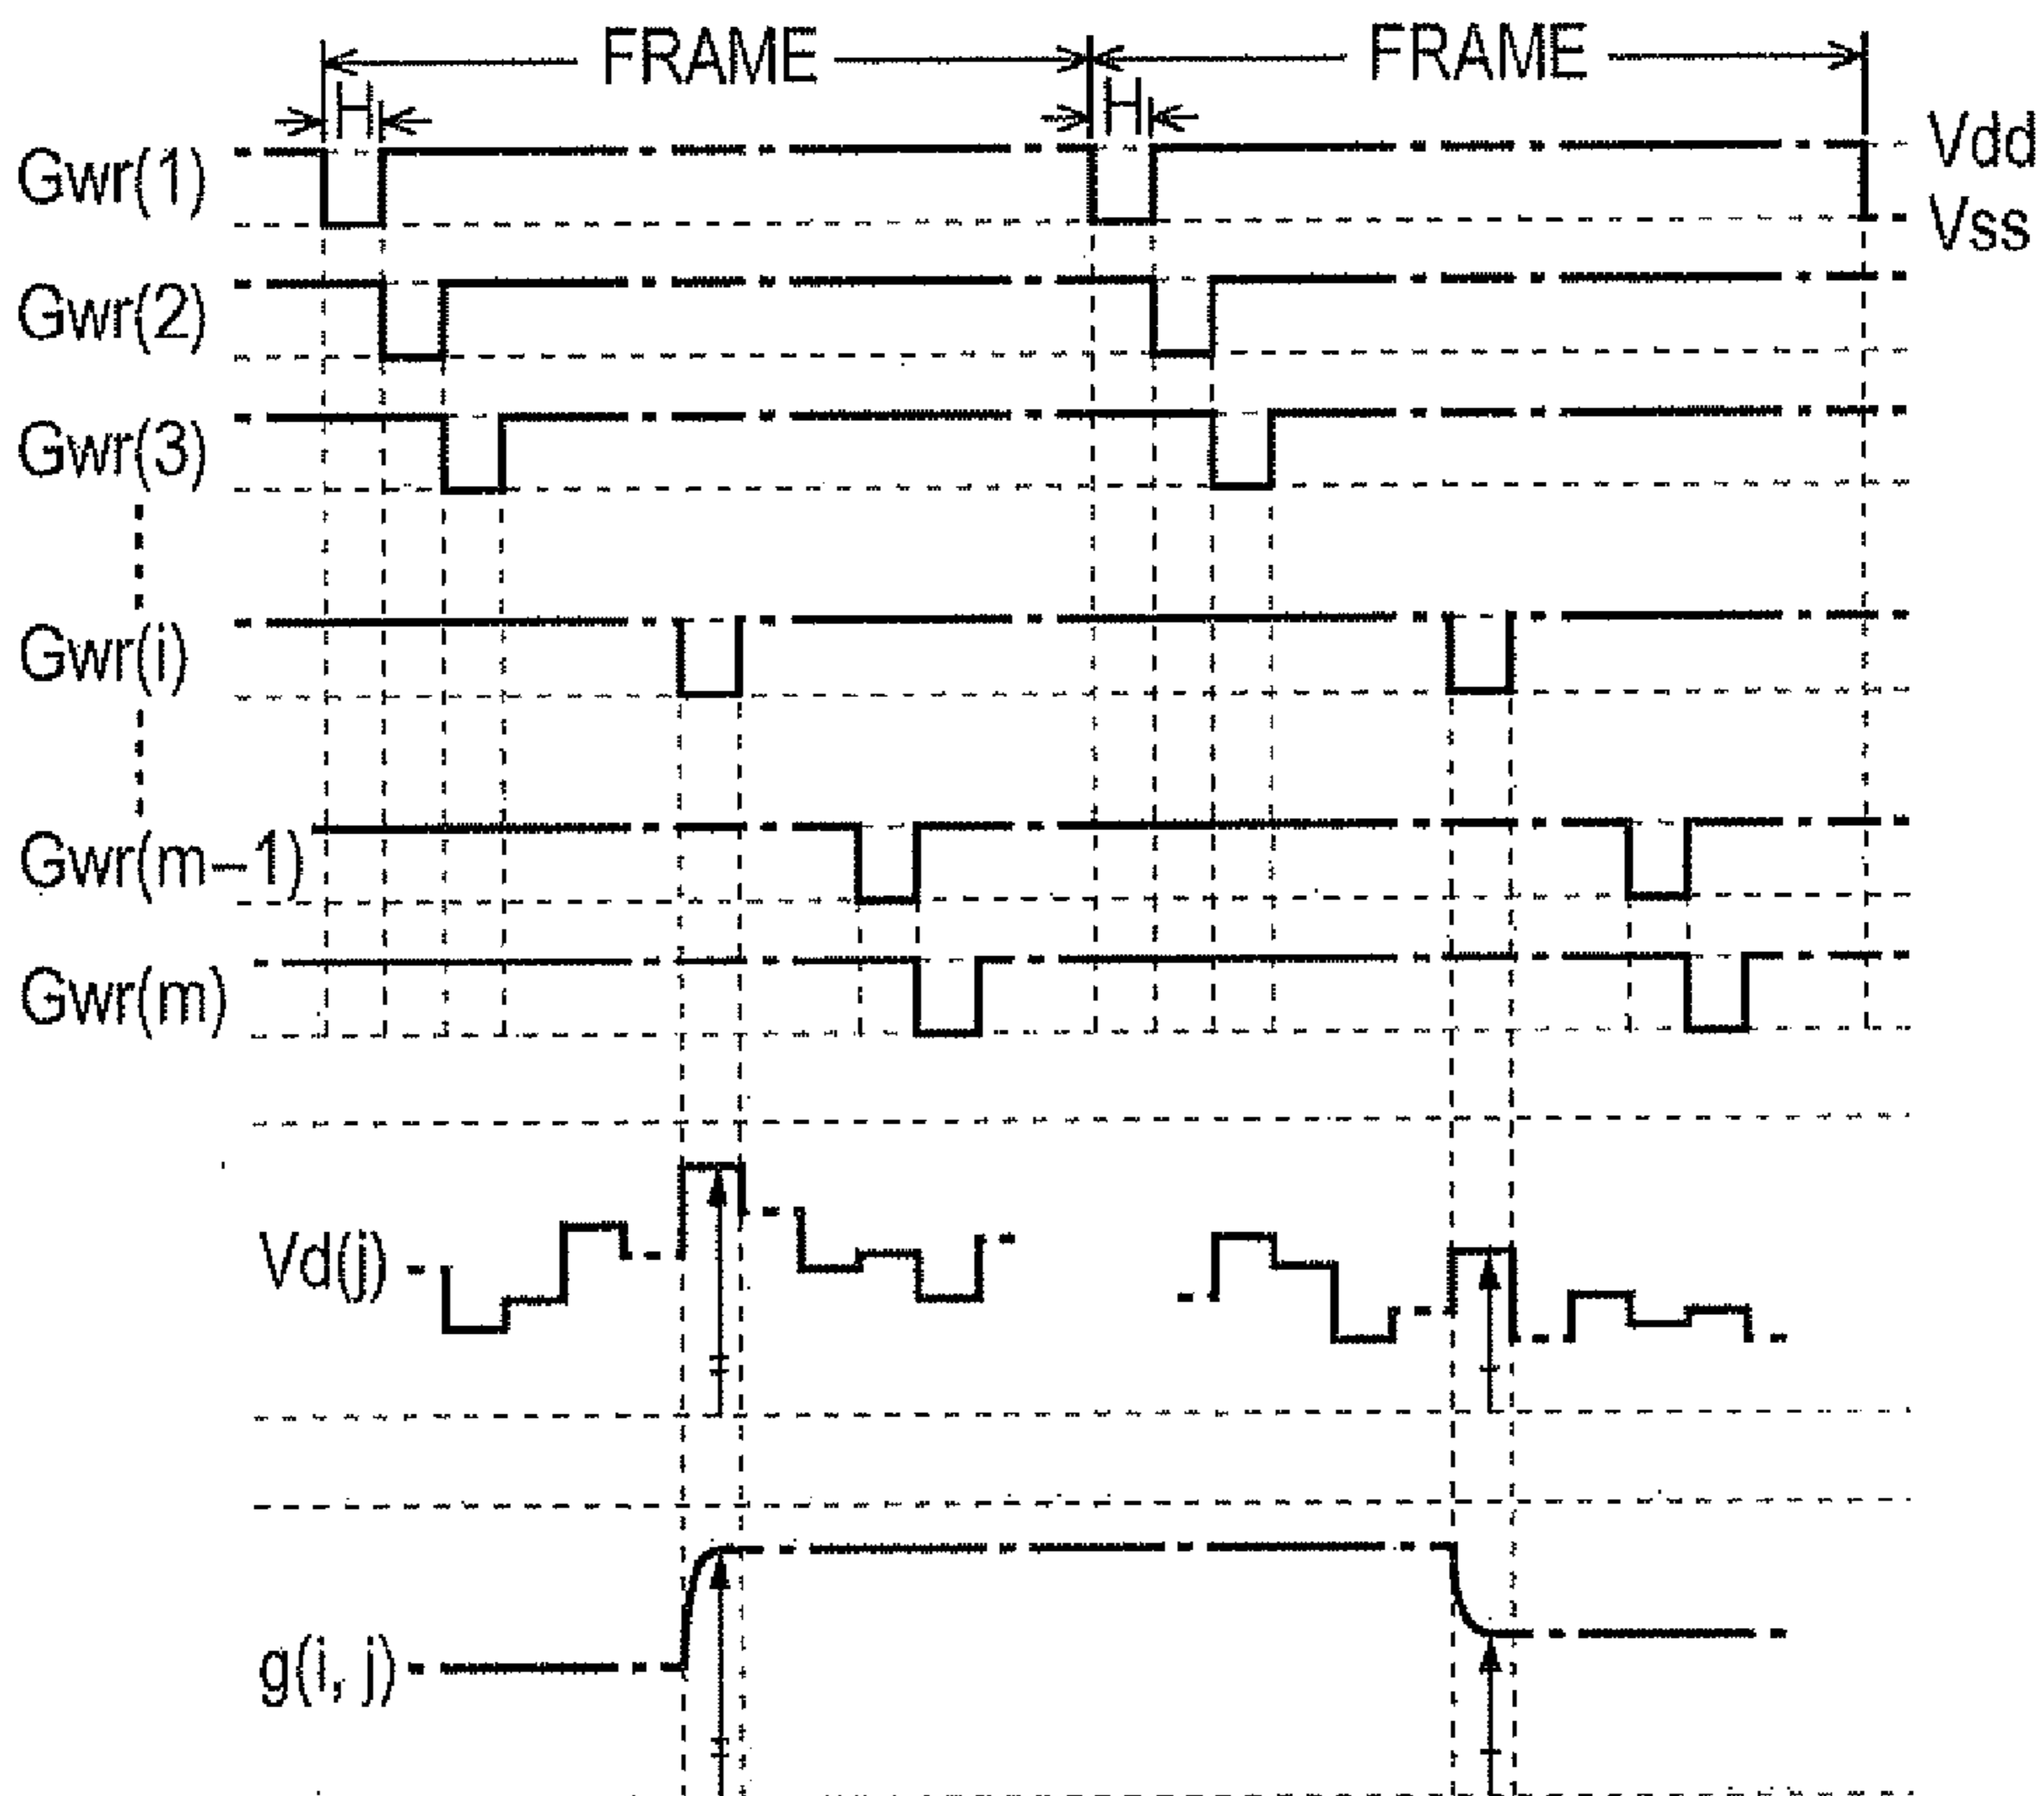 FRAME FRAME
H H
Gwr(1) Vdd
Vss
Gwr(2)
Gwr(3)
Gwr(i)
Gwr(m−1)
Gwr(m)
Vd(j)
g(i, j)